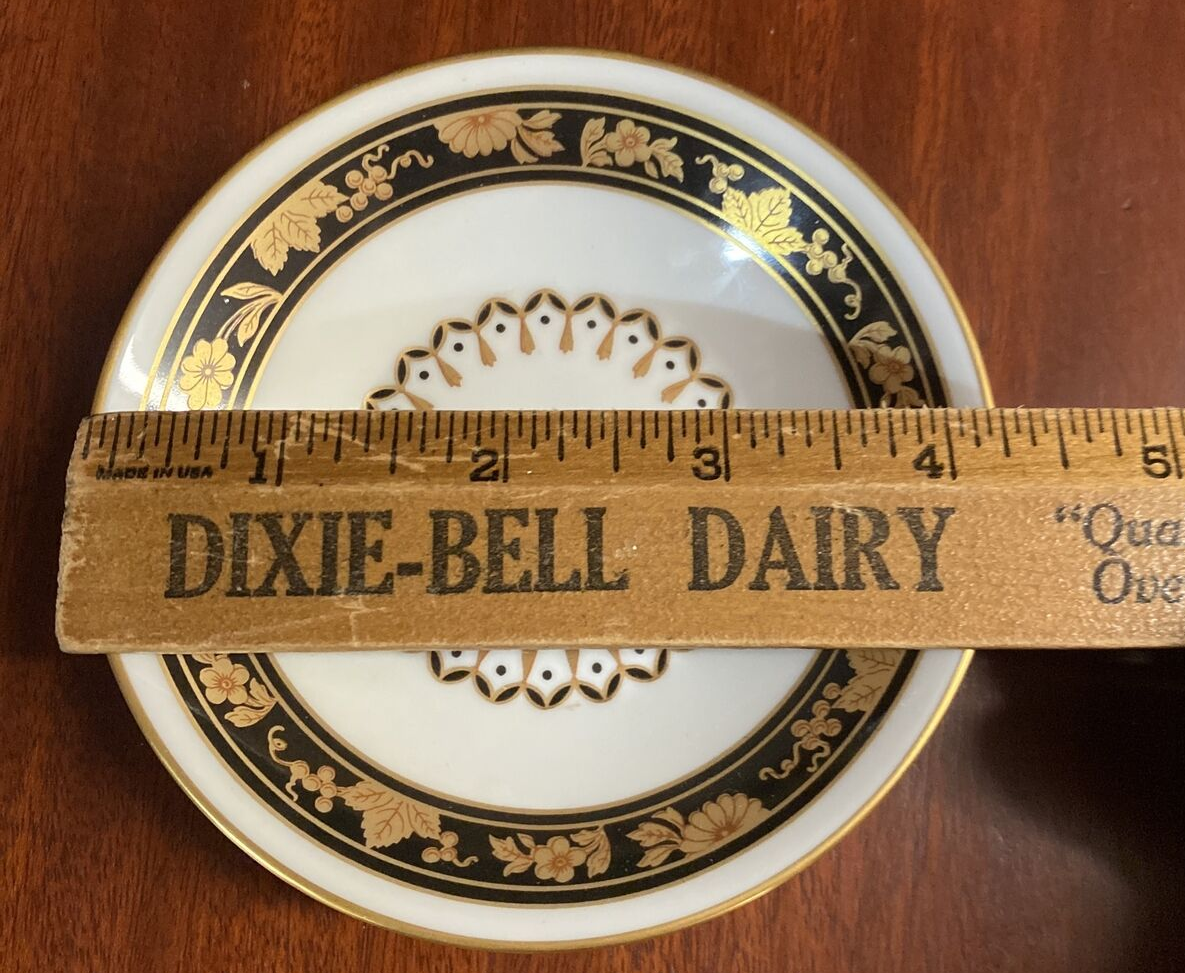 1 2 3 4 5
MADE IN USA
DIXIE-BELL DAIRY
"Qua
Ove